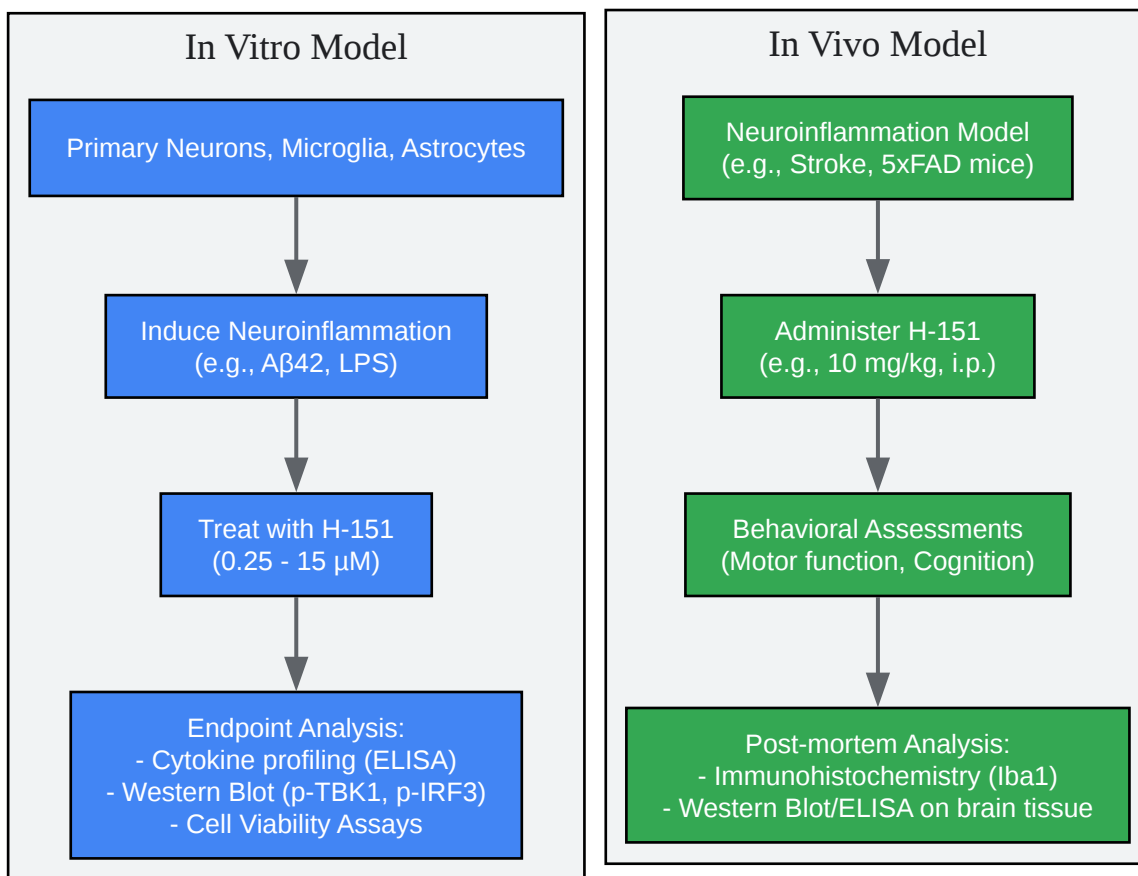 In Vitro Model
Primary Neurons, Microglia, Astrocytes
Induce Neuroinflammation
(e.g., Aβ42, LPS)
Treat with H-151
(0.25 - 15 µM)
Endpoint Analysis:
- Cytokine profiling (ELISA)
- Western Blot (p-TBK1, p-IRF3)
- Cell Viability Assays
In Vivo Model
Neuroinflammation Model
(e.g., Stroke, 5xFAD mice)
Administer H-151
(e.g., 10 mg/kg, i.p.)
Behavioral Assessments
(Motor function, Cognition)
Post-mortem Analysis:
- Immunohistochemistry (Iba1)
- Western Blot/ELISA on brain tissue